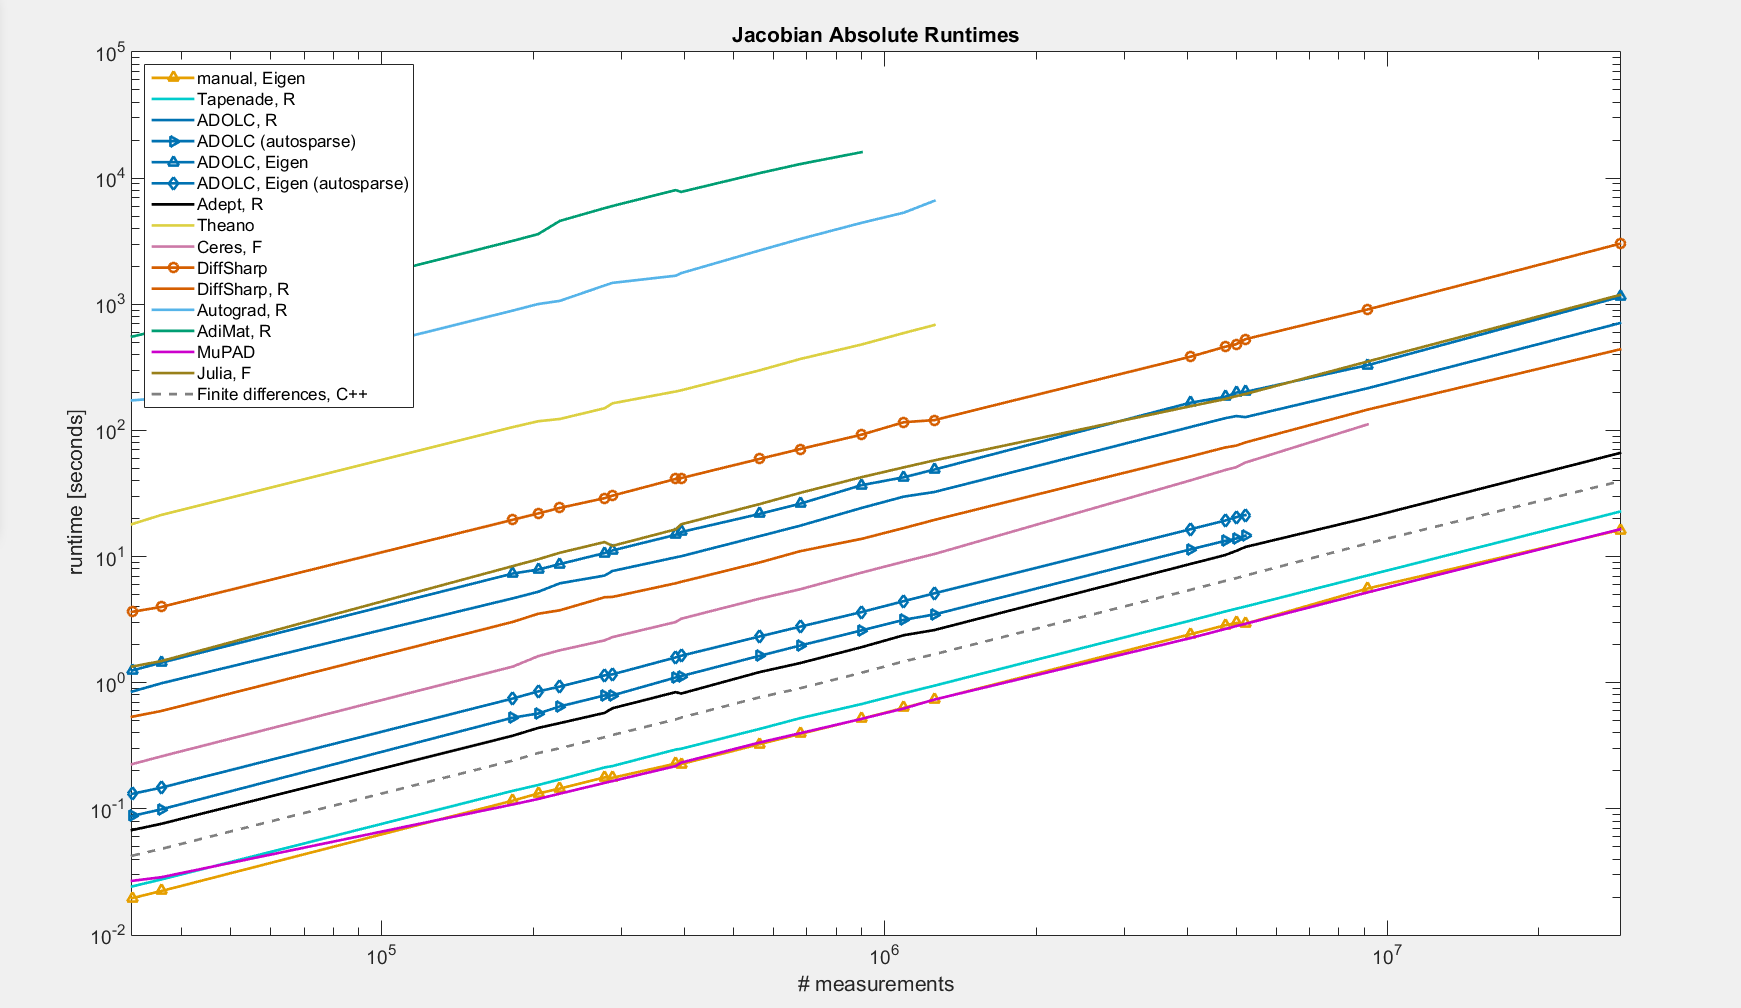 Jacobian Absolute Runtimes
10^5
10^4
10^3
10^2
10^1
10^0
10^-1
10^-2
runtime [seconds]
manual, Eigen
Tapenade, R
ADOLC, R
ADOLC (autosparse)
ADOLC, Eigen
ADOLC, Eigen (autosparse)
Adept, R
Theano
Ceres, F
DiffSharp
DiffSharp, R
Autograd, R
AdiMat, R
MuPAD
Julia, F
Finite differences, C++
10^5 10^6 10^7
# measurements